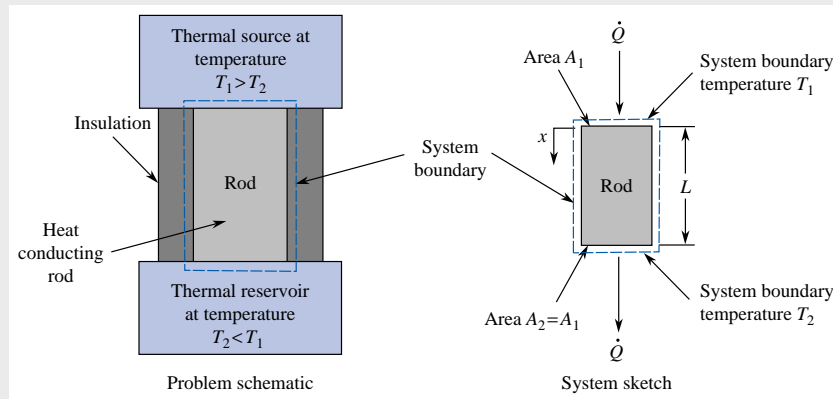 Thermal source at
temperature
T₁ > T₂
Insulation
Rod
System
boundary
Heat
conducting
rod
Thermal reservoir
at temperature
T₂ < T₁
Problem schematic
Q̇
Area A₁
System boundary
temperature T₁
x
Rod
L
Area A₂ = A₁
System boundary
temperature T₂
Q̇
System sketch